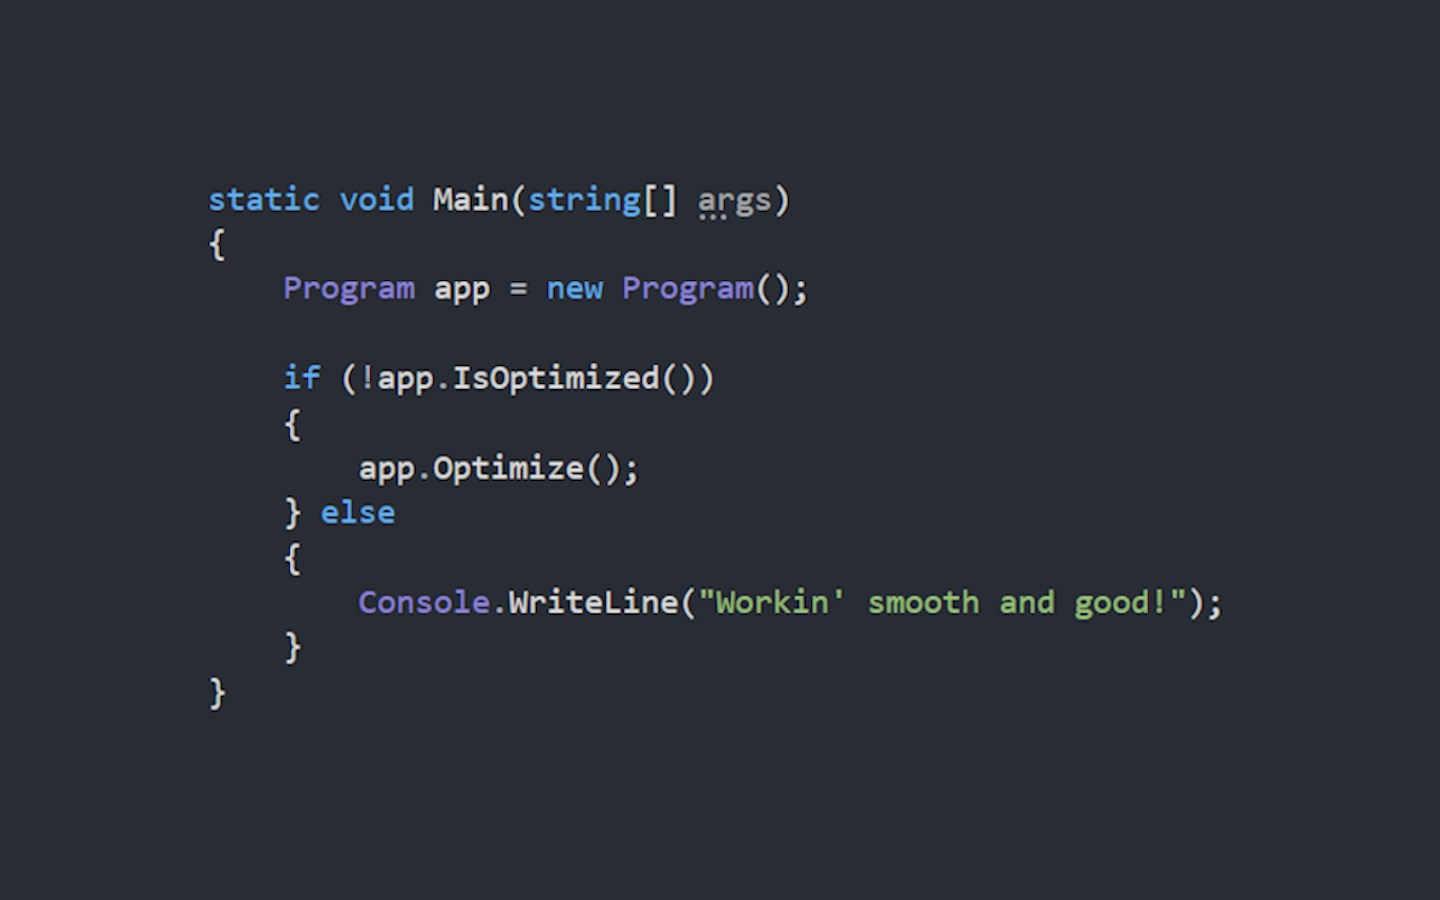 static void Main(string[] args)
{
    Program app = new Program();

    if (!app.IsOptimized())
    {
        app.Optimize();
    } else
    {
        Console.WriteLine("Workin' smooth and good!");
    }
}